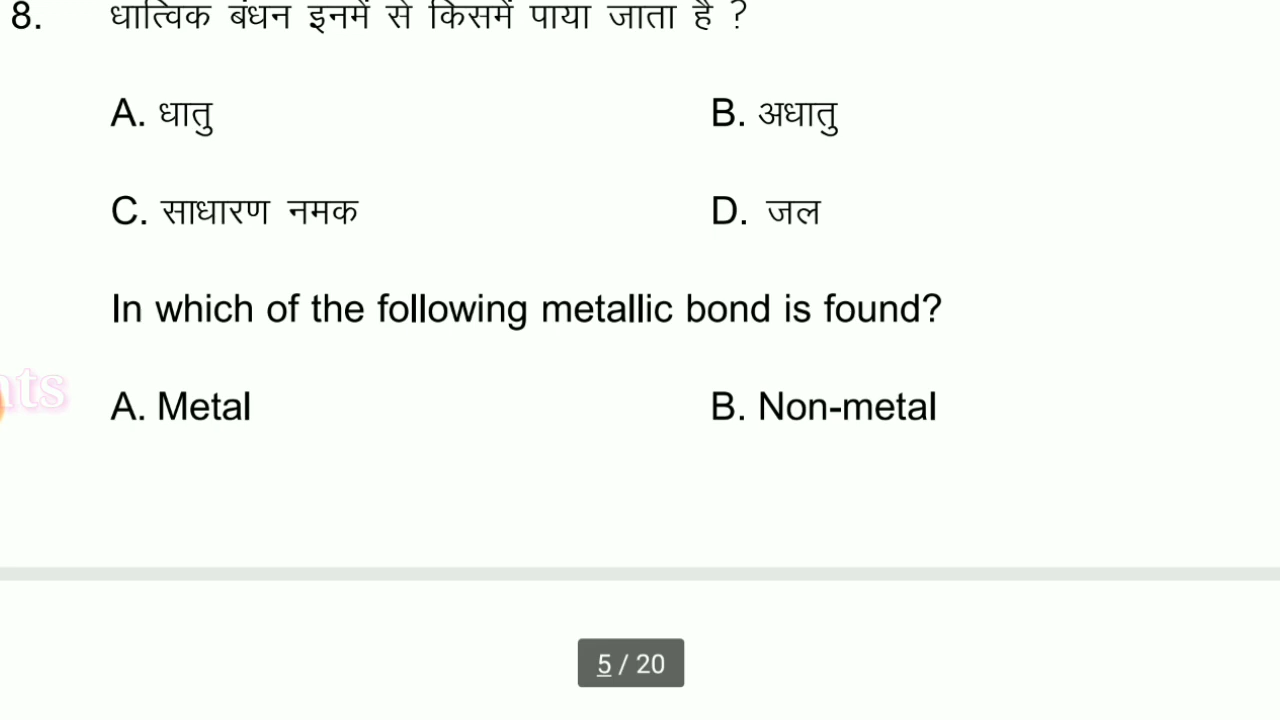 8. धात्विक बंधन इनमें से किसमें पाया जाता है ?
A. धातु B. अधातु
C. साधारण नमक D. जल
In which of the following metallic bond is found?
nts
A. Metal B. Non-metal
5 / 20